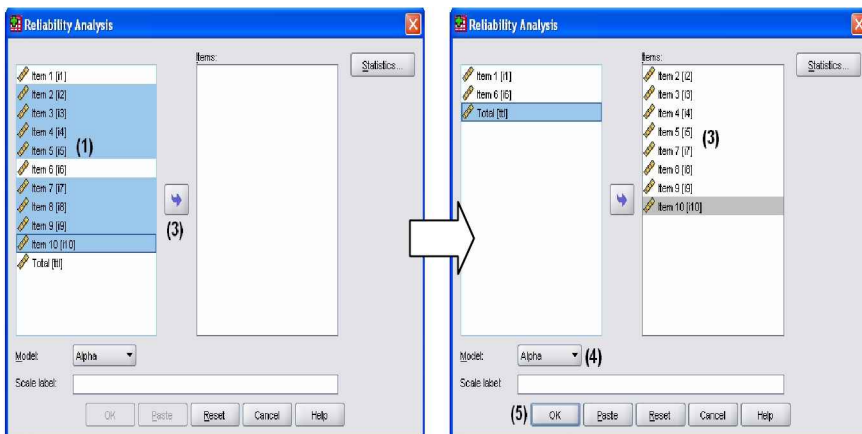 Reliability Analysis
Items:
Statistics...
Item 1 [i1]
Item 2 [i2]
Item 3 [i3]
Item 4 [i4]
Item 5 [i5]
(1)
Item 6 [i6]
Item 7 [i7]
Item 8 [i8]
Item 9 [i9]
Item 10 [i10]
Total [ttl]
(3)
Model:
Alpha
Scale label:
OK
Paste
Reset
Cancel
Help
Reliability Analysis
Items:
Statistics...
Item 1 [i1]
Item 6 [i6]
Total [ttl]
Item 2 [i2]
Item 3 [i3]
Item 4 [i4]
Item 5 [i5]
Item 7 [i7]
Item 8 [i8]
Item 9 [i9]
Item 10 [i10]
(3)
Model:
Alpha
(4)
Scale label:
(5)
OK
Paste
Reset
Cancel
Help